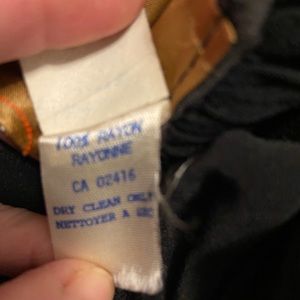 100% RAYON
RAYONNE
CA 02416
DRY CLEAN ONLY
NETTOYER A SEC